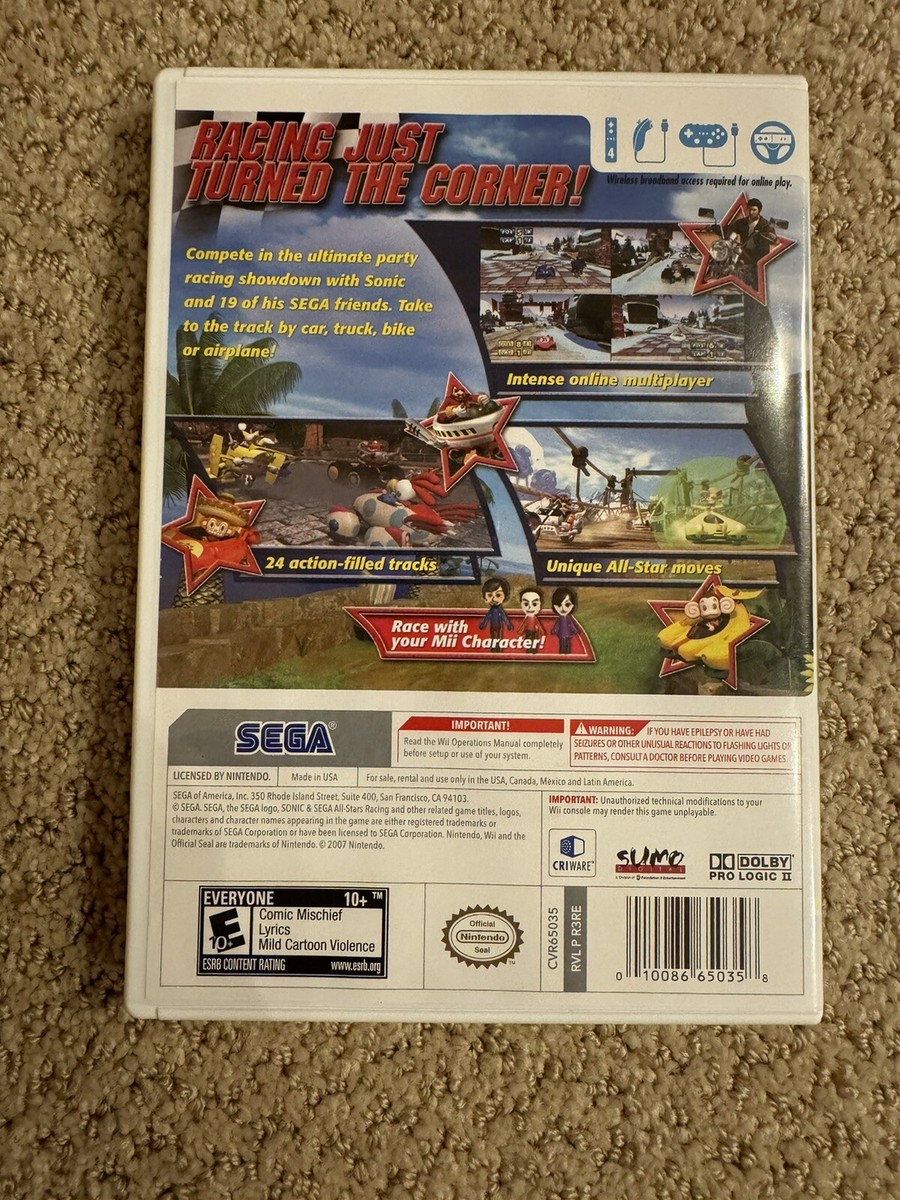 RACING JUST
TURNED THE CORNER!
4
Wireless broadband access required for online play.
Compete in the ultimate party
racing showdown with Sonic
and 19 of his SEGA friends. Take
to the track by car, truck, bike
or airplane!
Intense online multiplayer
24 action-filled tracks
Unique All-Star moves
Race with
your Mii Character!
SEGA®
IMPORTANT!
Read the Wii Operations Manual completely
before setup or use of your system.
WARNING: IF YOU HAVE EPILEPSY OR HAVE HAD
SEIZURES OR OTHER UNUSUAL REACTIONS TO FLASHING LIGHTS OR
PATTERNS, CONSULT A DOCTOR BEFORE PLAYING VIDEO GAMES.
LICENSED BY NINTENDO.
Made in USA
For sale, rental and use only in the USA, Canada, Mexico and Latin America.
SEGA of America, Inc. 350 Rhode Island Street, Suite 400, San Francisco, CA 94103.
© SEGA. SEGA, the SEGA logo, SONIC & SEGA All-Stars Racing and other related game titles, logos,
characters and character names appearing in the game are either registered trademarks or
trademarks of SEGA Corporation or have been licensed to SEGA Corporation. Nintendo, Wii and the
Official Seal are trademarks of Nintendo. © 2007 Nintendo.
IMPORTANT: Unauthorized technical modifications to your
Wii console may render this game unplayable.
CRIWARE™
SUMO
DIGITAL
DOLBY
PRO LOGIC II
EVERYONE 10+ ™
E
10+
Comic Mischief
Lyrics
Mild Cartoon Violence
ESRB CONTENT RATING www.esrb.org
Official
Nintendo
Seal
™
CVR65035
RVL P R3RE
0 10086 65035 8